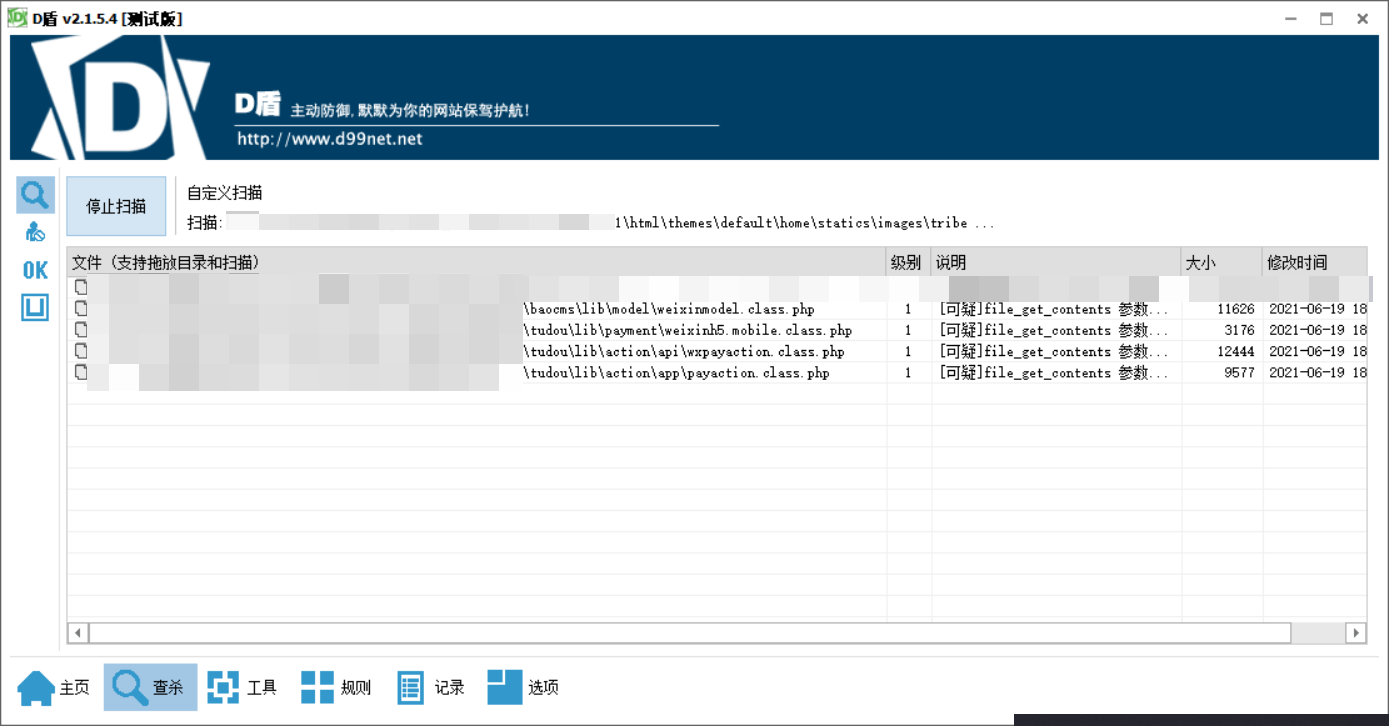 D盾 v2.1.5.4 [测试版]
D盾 主动防御,默默为你的网站保驾护航!
http://www.d99net.net
停止扫描
自定义扫描
扫描:
1\html\themes\default\home\statics\images\tribe ...
OK
文件 (支持拖放目录和扫描) 级别 说明 大小 修改时间
\baocms\lib\model\weixinmodel.class.php 1 [可疑]file_get_contents 参数... 11626 2021-06-19 18
\tudou\lib\payment\weixinh5.mobile.class.php 1 [可疑]file_get_contents 参数... 3176 2021-06-19 18
\tudou\lib\action\api\wxpayaction.class.php 1 [可疑]file_get_contents 参数... 12444 2021-06-19 18
\tudou\lib\action\app\payaction.class.php 1 [可疑]file_get_contents 参数... 9577 2021-06-19 18
主页 查杀 工具 规则 记录 选项